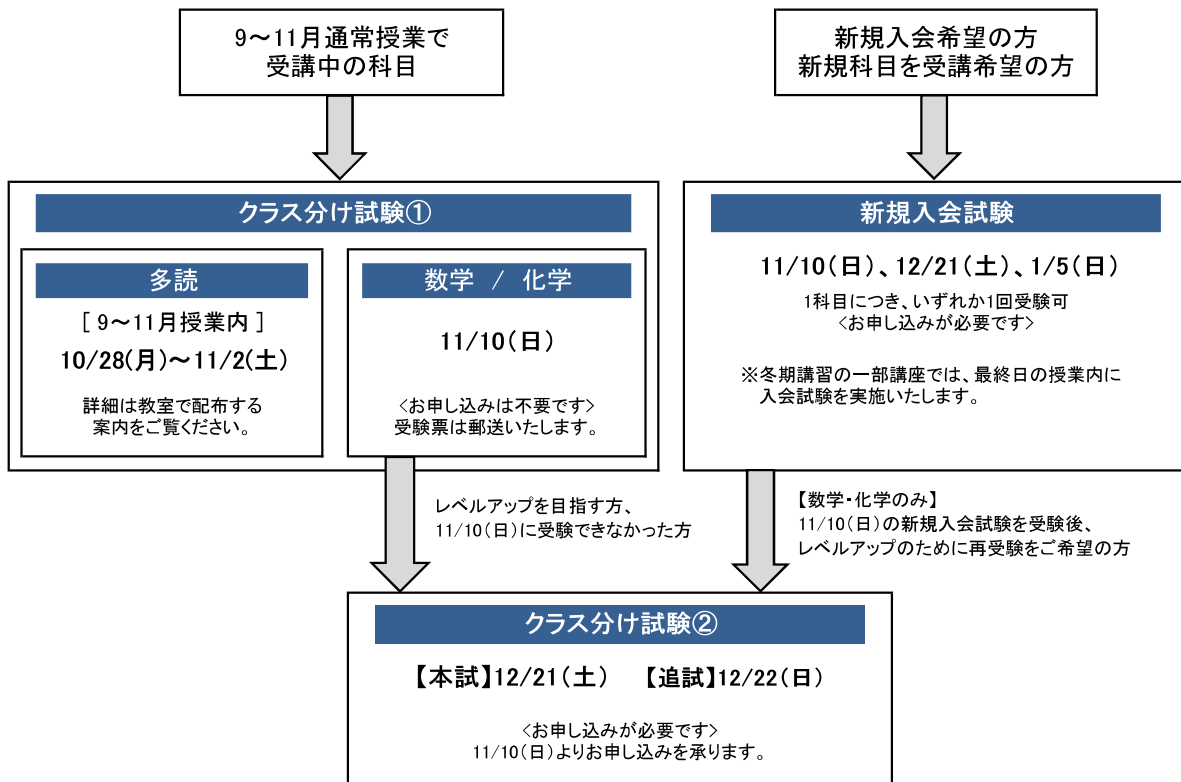 9～11月通常授業で
受講中の科目
新規入会希望の方
新規科目を受講希望の方
クラス分け試験①
多読
［ 9～11月授業内 ］
10/28(月)～11/2(土)
詳細は教室で配布する
案内をご覧ください。
数学 / 化学
11/10(日)
<お申し込みは不要です>
受験票は郵送いたします。
新規入会試験
11/10(日)、12/21(土)、1/5(日)
1科目につき、いずれか1回受験可
<お申し込みが必要です>
※冬期講習の一部講座では、最終日の授業内に
入会試験を実施いたします。
レベルアップを目指す方、
11/10(日)に受験できなかった方
【数学・化学のみ】
11/10(日)の新規入会試験を受験後、
レベルアップのために再受験をご希望の方
クラス分け試験②
【本試】12/21(土) 【追試】12/22(日)
<お申し込みが必要です>
11/10(日)よりお申し込みを承ります。